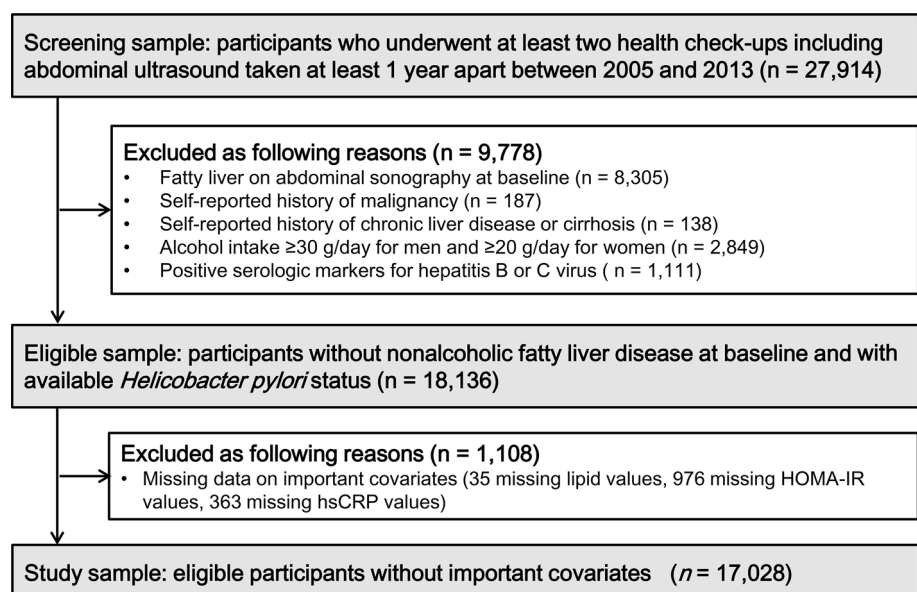 Screening sample: participants who underwent at least two health check-ups including
abdominal ultrasound taken at least 1 year apart between 2005 and 2013 (n = 27,914)
Excluded as following reasons (n = 9,778)
• Fatty liver on abdominal sonography at baseline (n = 8,305)
• Self-reported history of malignancy (n = 187)
• Self-reported history of chronic liver disease or cirrhosis (n = 138)
• Alcohol intake ≥30 g/day for men and ≥20 g/day for women (n = 2,849)
• Positive serologic markers for hepatitis B or C virus ( n = 1,111)
Eligible sample: participants without nonalcoholic fatty liver disease at baseline and with
available Helicobacter pylori status (n = 18,136)
Excluded as following reasons (n = 1,108)
• Missing data on important covariates (35 missing lipid values, 976 missing HOMA-IR
values, 363 missing hsCRP values)
Study sample: eligible participants without important covariates (n = 17,028)